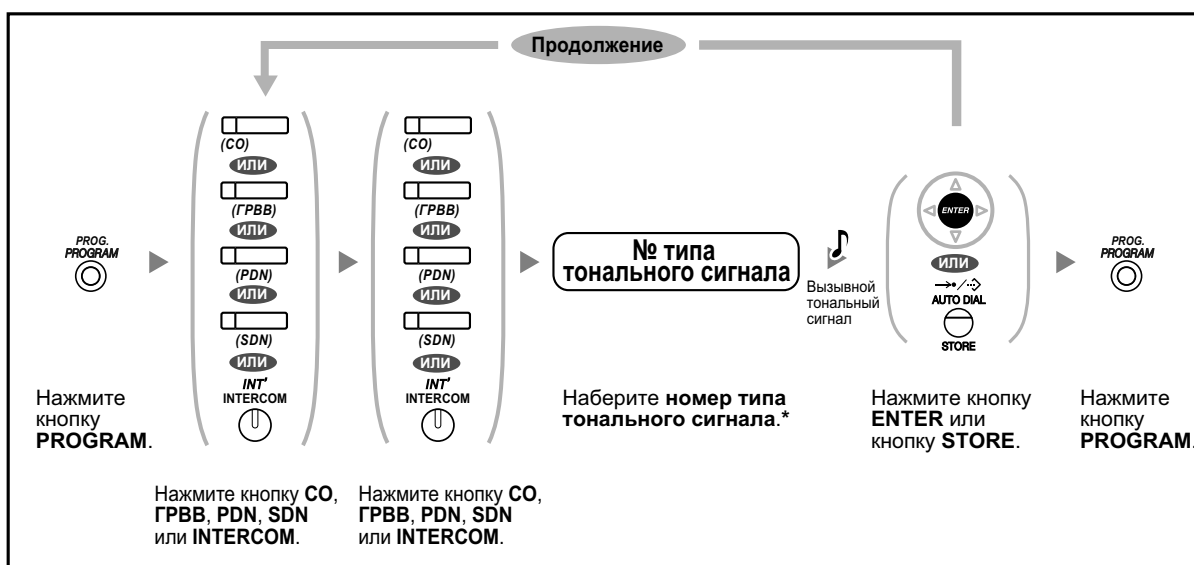 Продолжение
PROG.
PROGRAM
Нажмите
кнопку
PROGRAM.
(CO)
ИЛИ
(ГРВВ)
ИЛИ
(PDN)
ИЛИ
(SDN)
ИЛИ
INT'
INTERCOM
Нажмите кнопку CO,
ГРВВ, PDN, SDN
или INTERCOM.
(CO)
ИЛИ
(ГРВВ)
ИЛИ
(PDN)
ИЛИ
(SDN)
ИЛИ
INT'
INTERCOM
Нажмите кнопку CO,
ГРВВ, PDN, SDN
или INTERCOM.
№ типа
тонального сигнала
Наберите номер типа
тонального сигнала.*
Вызывной
тональный
сигнал
ENTER
ИЛИ
AUTO DIAL
STORE
Нажмите кнопку
ENTER или
кнопку STORE.
PROG.
PROGRAM
Нажмите
кнопку
PROGRAM.